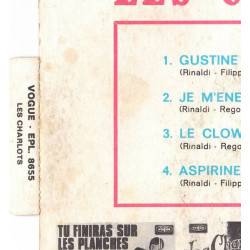 VOGUE - EPL. 8655
LES CHARLOTS
LES
1. GUSTINE
(Rinaldi - Filipp
2. JE M'ENE
(Rinaldi - Rego
3. LE CLOW
(Rinaldi - Rego
4. ASPIRINE
(Rinaldi - Filipp
TU FINIRAS SUR
LES PLANCHES